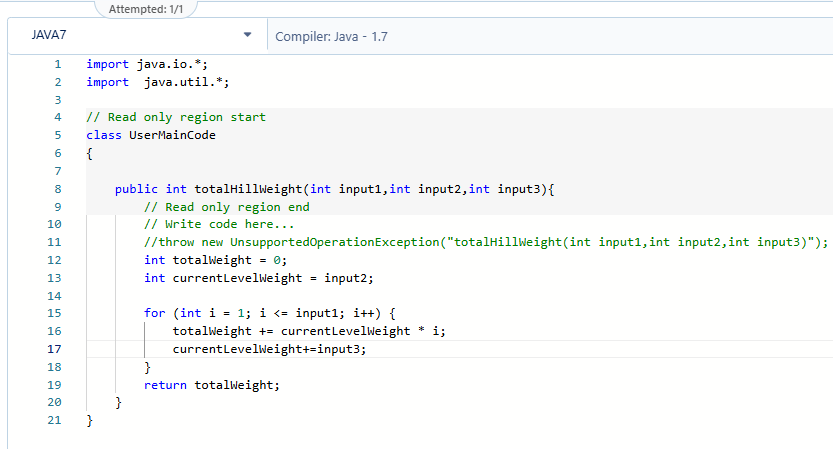 Attempted: 1/1
JAVA7 Compiler: Java - 1.7
1 import java.io.*;
2 import  java.util.*;
3
4 // Read only region start
5 class UserMainCode
6 {
7
8     public int totalHillWeight(int input1,int input2,int input3){
9         // Read only region end
10         // Write code here...
11         //throw new UnsupportedOperationException("totalHillWeight(int input1,int input2,int input3)");
12         int totalWeight = 0;
13         int currentLevelWeight = input2;
14
15         for (int i = 1; i <= input1; i++) {
16             totalWeight += currentLevelWeight * i;
17             currentLevelWeight+=input3;
18         }
19         return totalWeight;
20     }
21 }